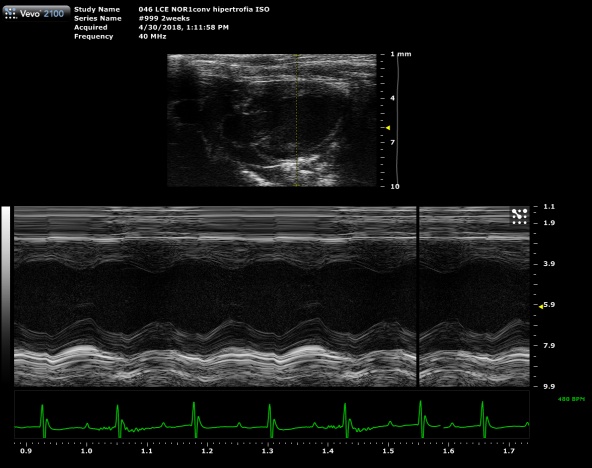 Vevo 2100
Study Name 046 LCE NOR1conv hipertrofia ISO
Series Name #999 2weeks
Acquired 4/30/2018, 1:11:58 PM
Frequency 40 MHz
1 mm
4
7
10
1.1
1.9
3.9
5.9
7.9
9.9
480 BPM
0.9 1.0 1.1 1.2 1.3 1.4 1.5 1.6 1.7